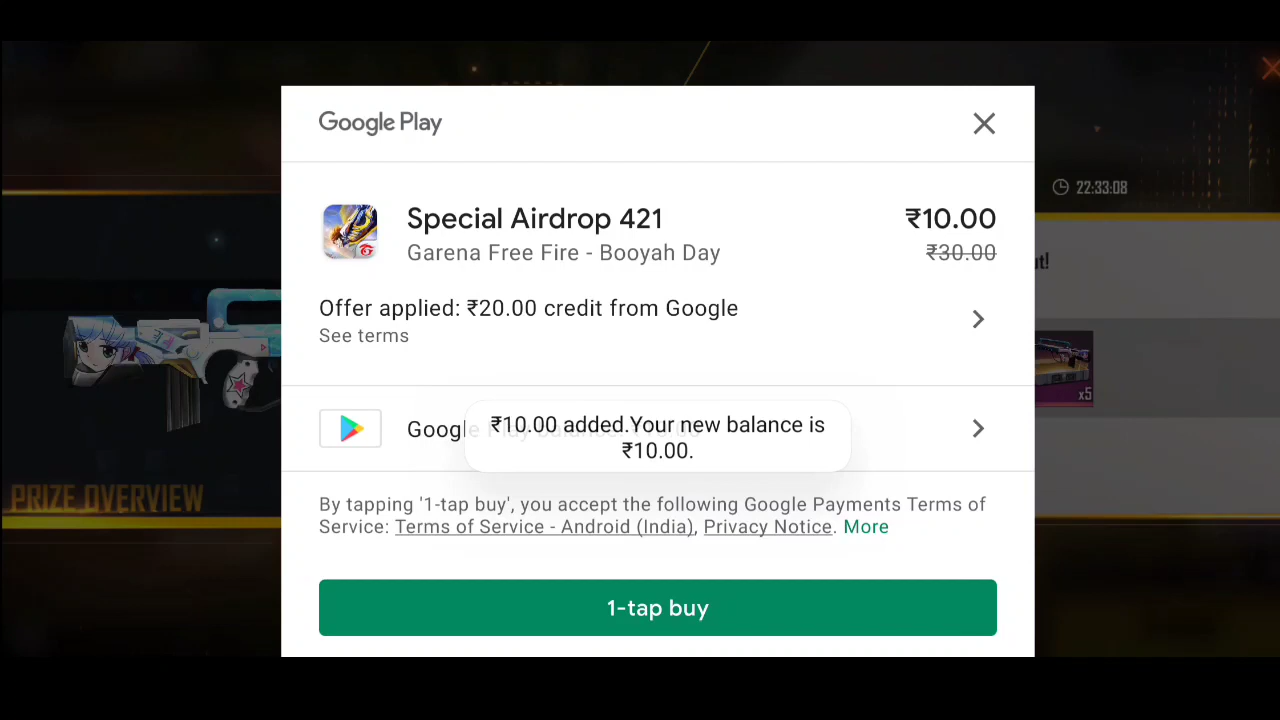 Google Play
22:33:08
Special Airdrop 421
₹10.00
Garena Free Fire - Booyah Day
₹30.00
Offer applied: ₹20.00 credit from Google
See terms
x5
₹10.00 added.Your new balance is
₹10.00.
PRIZE OVERVIEW
By tapping '1-tap buy', you accept the following Google Payments Terms of
Service: Terms of Service - Android (India), Privacy Notice. More
1-tap buy